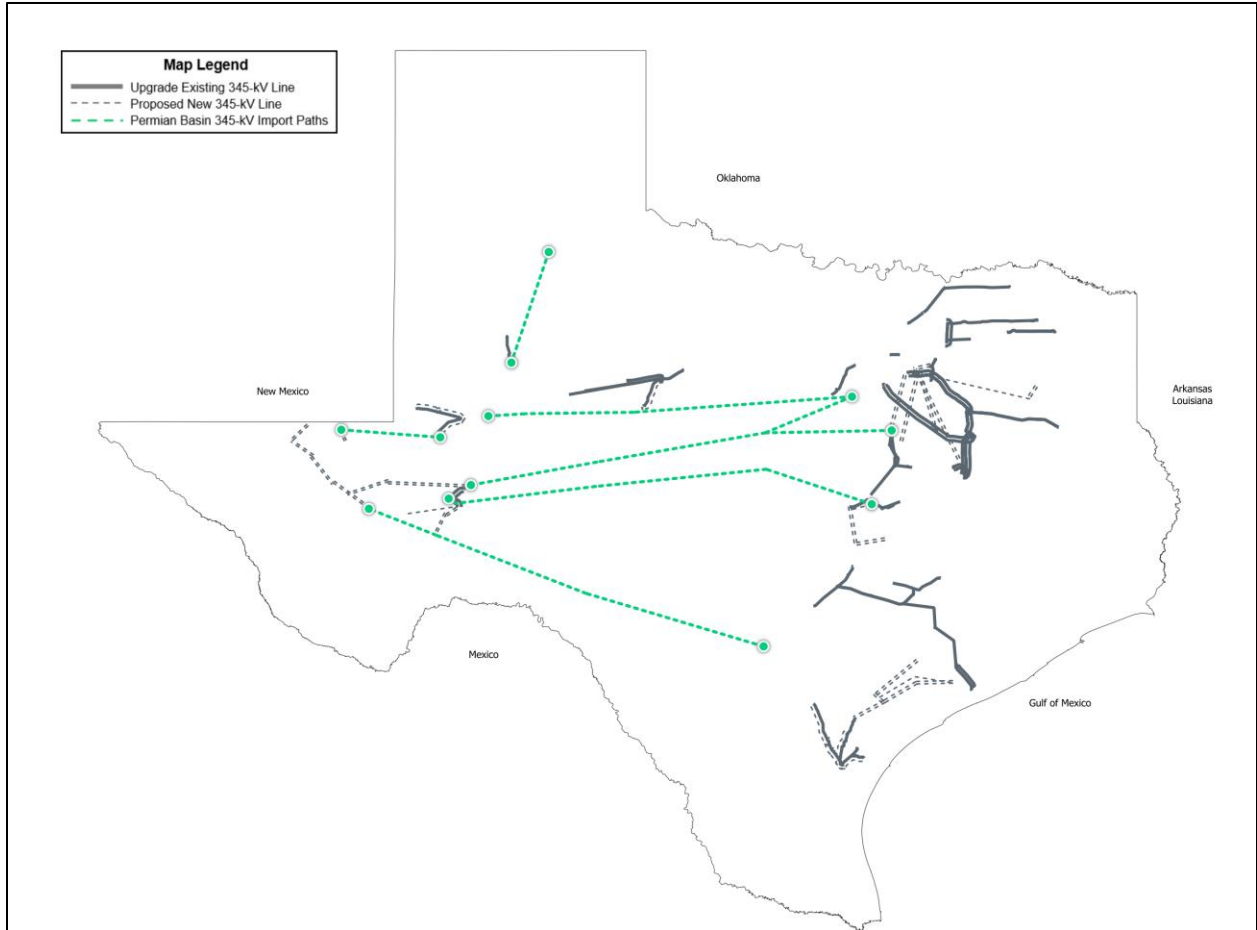 Map Legend
Upgrade Existing 345-kV Line
Proposed New 345-kV Line
Permian Basin 345-kV Import Paths
Oklahoma
New Mexico
Arkansas
Louisiana
Mexico
Gulf of Mexico